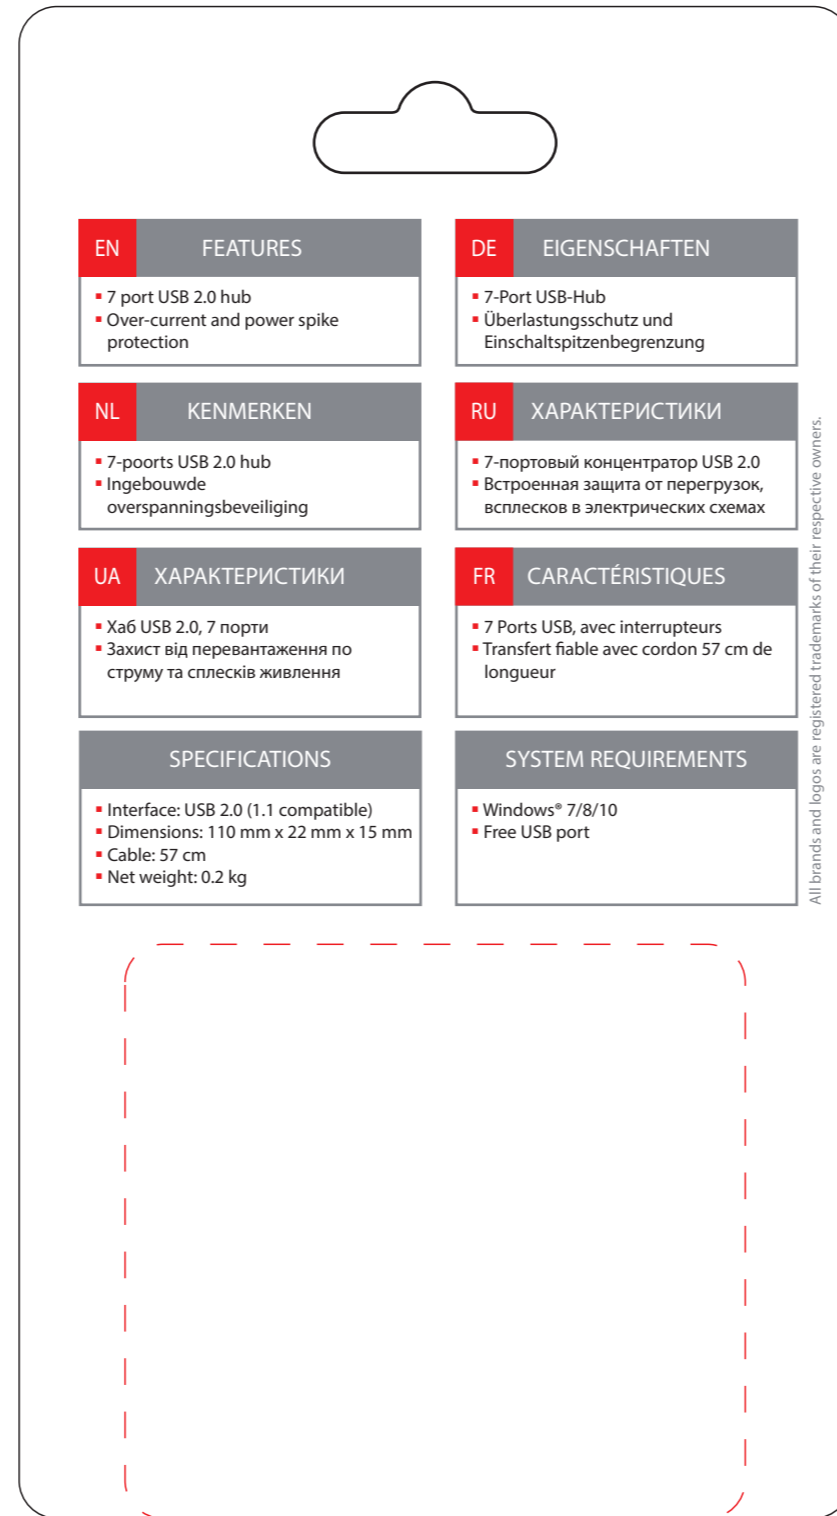 EN FEATURES
▪ 7 port USB 2.0 hub
▪ Over-current and power spike
protection
DE EIGENSCHAFTEN
▪ 7-Port USB-Hub
▪ Überlastungsschutz und
Einschaltspitzenbegrenzung
NL KENMERKEN
▪ 7-poorts USB 2.0 hub
▪ Ingebouwde
overspanningsbeveiliging
RU ХАРАКТЕРИСТИКИ
▪ 7-портовый концентратор USB 2.0
▪ Встроенная защита от перегрузок,
всплесков в электрических схемах
UA ХАРАКТЕРИСТИКИ
▪ Хаб USB 2.0, 7 порти
▪ Захист від перевантаження по
струму та сплесків живлення
FR CARACTÉRISTIQUES
▪ 7 Ports USB, avec interrupteurs
▪ Transfert fiable avec cordon 57 cm de
longueur
SPECIFICATIONS
▪ Interface: USB 2.0 (1.1 compatible)
▪ Dimensions: 110 mm x 22 mm x 15 mm
▪ Cable: 57 cm
▪ Net weight: 0.2 kg
SYSTEM REQUIREMENTS
▪ Windows® 7/8/10
▪ Free USB port
All brands and logos are registered trademarks of their respective owners.